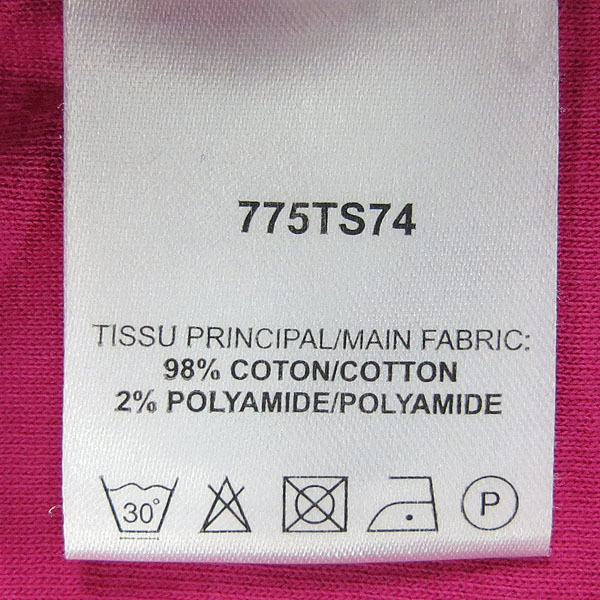 775TS74
TISSU PRINCIPAL/MAIN FABRIC:
98% COTON/COTTON
2% POLYAMIDE/POLYAMIDE
30° P